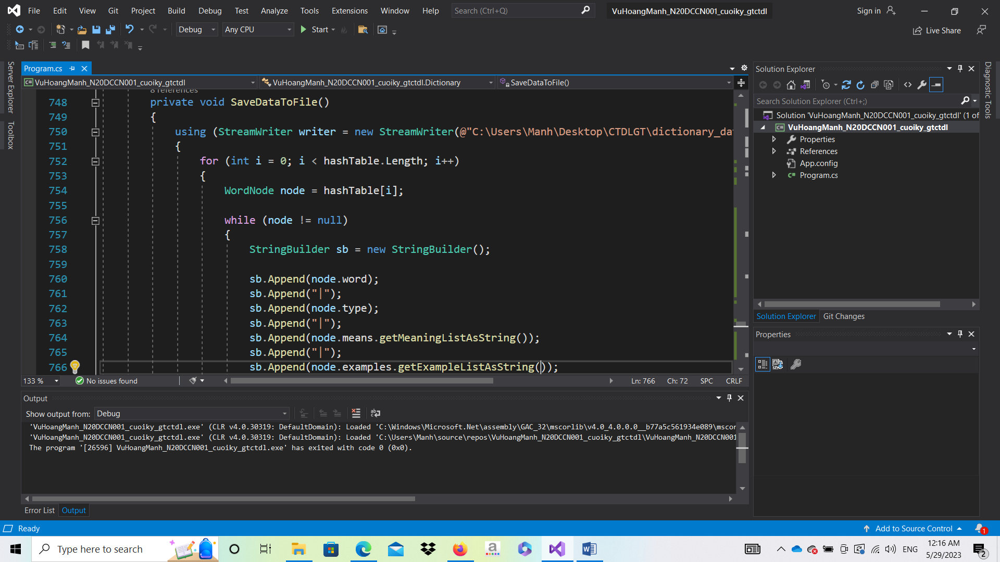 File Edit View Git Project Build Debug Test Analyze Tools Extensions Window Help Search (Ctrl+Q) VuHoangManh_N20DCCN001_cuoiky_gtctdl Sign in
Debug Any CPU Start Live Share
Server Explorer
Toolbox
Program.cs
VuHoangManh_N20DCCN001_cuoiky_gtctdl VuHoangManh_N20DCCN001_cuoiky_gtctdl.Dictionary SaveDataToFile()
8 references
748 private void SaveDataToFile()
749 {
750 using (StreamWriter writer = new StreamWriter(@"C:\Users\Manh\Desktop\CTDLGT\dictionary_da
751 {
752 for (int i = 0; i < hashTable.Length; i++)
753 {
754 WordNode node = hashTable[i];
755
756 while (node != null)
757 {
758 StringBuilder sb = new StringBuilder();
759
760 sb.Append(node.word);
761 sb.Append("|");
762 sb.Append(node.type);
763 sb.Append("|");
764 sb.Append(node.means.getMeaningListAsString());
765 sb.Append("|");
766 sb.Append(node.examples.getExampleListAsString());
133 % No issues found Ln: 766 Ch: 72 SPC CRLF
Output
Show output from: Debug
'VuHoangManh_N20DCCN001_cuoiky_gtctdl.exe' (CLR v4.0.30319: DefaultDomain): Loaded 'C:\Windows\Microsoft.Net\assembly\GAC_32\mscorlib\v4.0_4.0.0.0__b77a5c561934e089\mscor
'VuHoangManh_N20DCCN001_cuoiky_gtctdl.exe' (CLR v4.0.30319: DefaultDomain): Loaded 'C:\Users\Manh\source\repos\VuHoangManh_N20DCCN001_cuoiky_gtctdl\VuHoangManh_N20DCCN001
The program '[26596] VuHoangManh_N20DCCN001_cuoiky_gtctdl.exe' has exited with code 0 (0x0).
Error List Output
Solution Explorer
Search Solution Explorer (Ctrl+;)
Solution 'VuHoangManh_N20DCCN001_cuoiky_gtctdl' (1 of
VuHoangManh_N20DCCN001_cuoiky_gtctdl
Properties
References
App.config
Program.cs
Solution Explorer Git Changes
Properties
Diagnostic Tools
Ready Add to Source Control 1
Type here to search ENG 12:16 AM
5/29/2023 2